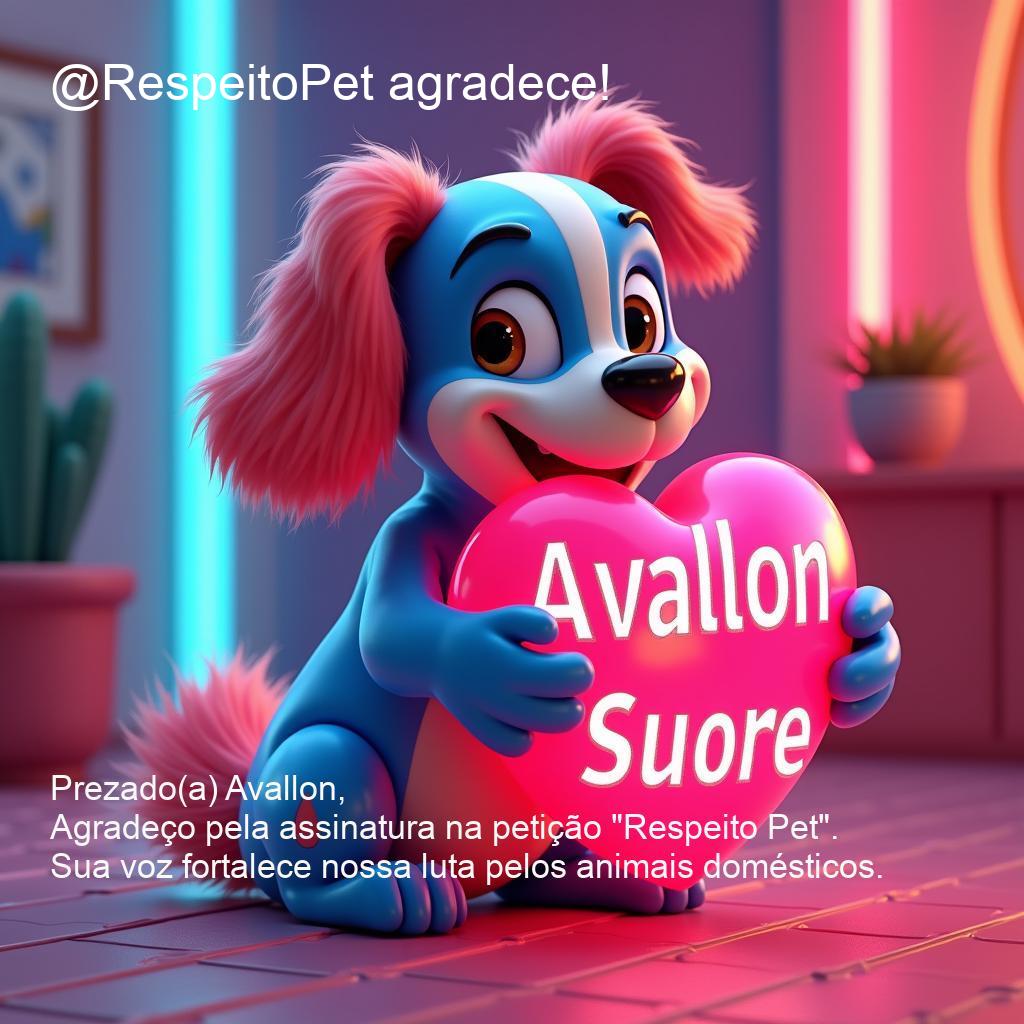 @RespeitoPet agradece!
Avallon
Suore
Prezado(a) Avallon,
Agradeço pela assinatura na petição "Respeito Pet".
Sua voz fortalece nossa luta pelos animais domésticos.